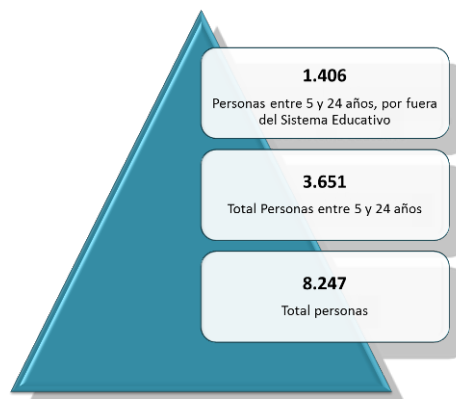 1.406
Personas entre 5 y 24 años, por fuera
del Sistema Educativo
3.651
Total Personas entre 5 y 24 años
8.247
Total personas